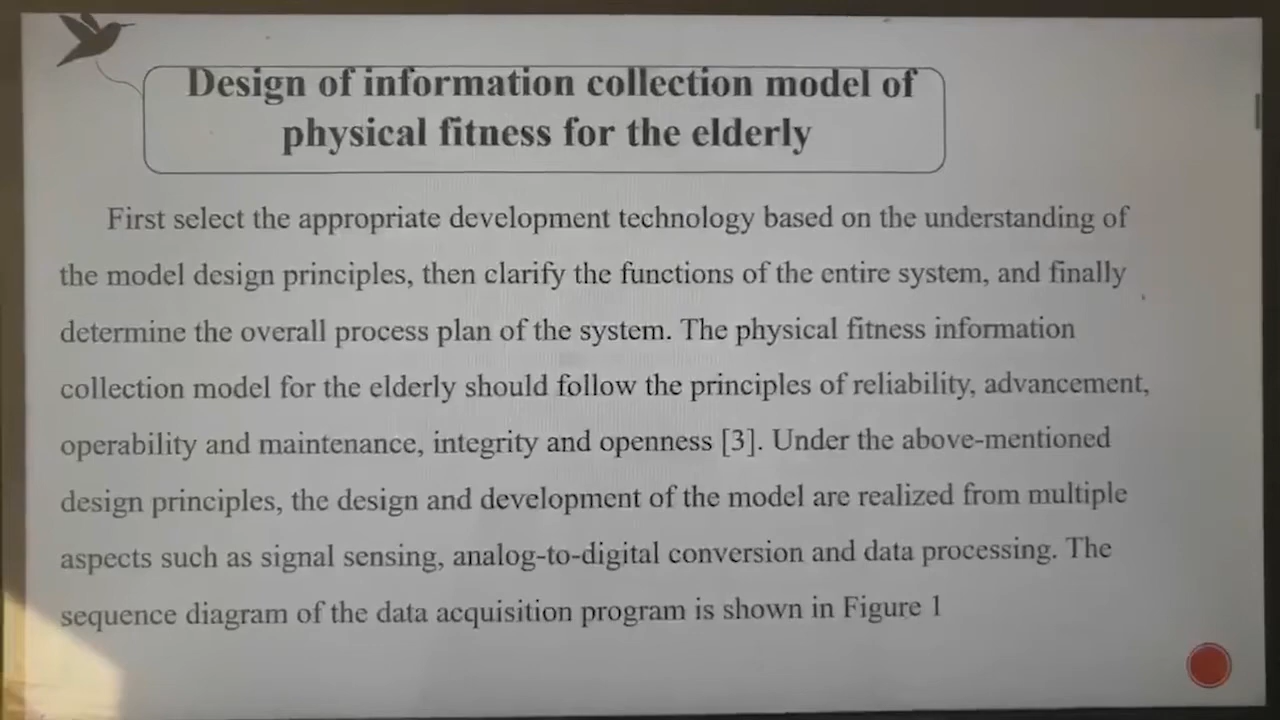 Design of information collection model of
physical fitness for the elderly
First select the appropriate development technology based on the understanding of
the model design principles, then clarify the functions of the entire system, and finally
determine the overall process plan of the system. The physical fitness information
collection model for the elderly should follow the principles of reliability, advancement,
operability and maintenance, integrity and openness [3]. Under the above-mentioned
design principles, the design and development of the model are realized from multiple
aspects such as signal sensing, analog-to-digital conversion and data processing. The
sequence diagram of the data acquisition program is shown in Figure 1